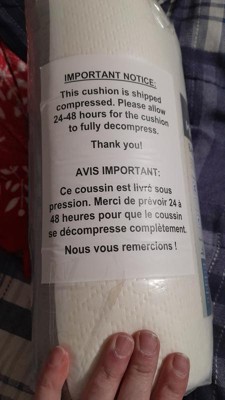 IMPORTANT NOTICE:
This cushion is shipped
compressed. Please allow
24-48 hours for the cushion
to fully decompress.
Thank you!
AVIS IMPORTANT:
Ce coussin est livré sous
pression. Merci de prévoir 24 à
48 heures pour que le coussin
se décompresse complètement.
Nous vous remercions !